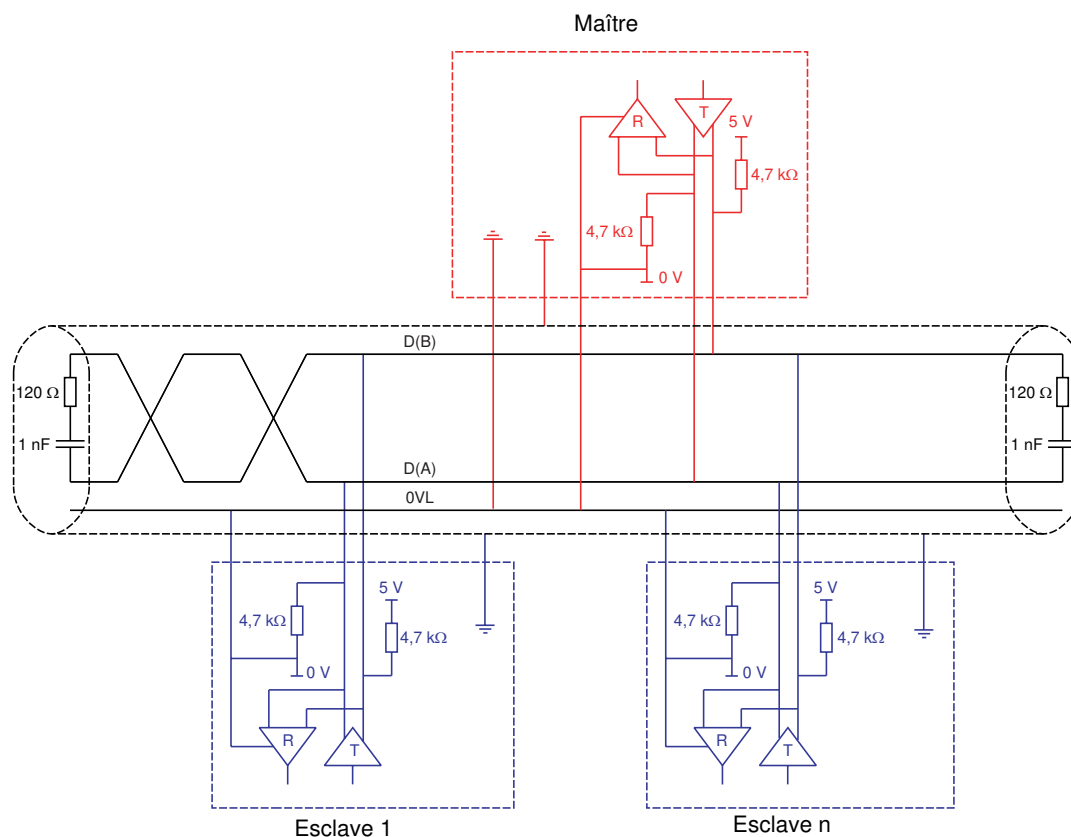 Maître
R
T
5 V
4,7 kΩ
4,7 kΩ
0 V
D(B)
120 Ω
1 nF
120 Ω
1 nF
D(A)
0VL
5 V
4,7 kΩ
4,7 kΩ
0 V
R
T
Esclave 1
5 V
4,7 kΩ
4,7 kΩ
0 V
R
T
Esclave n